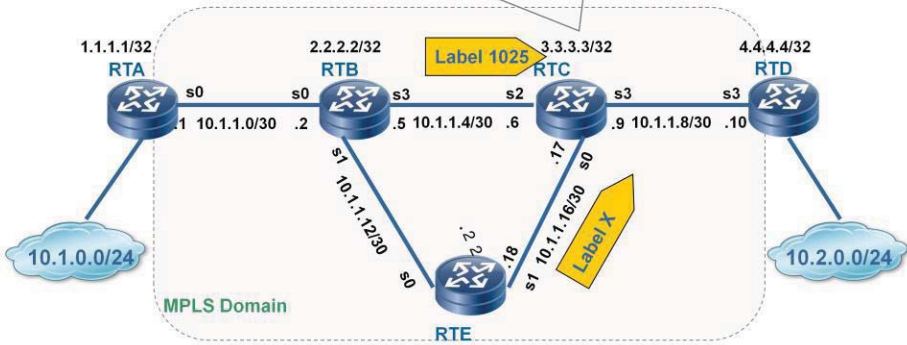 1.1.1.1/32
2.2.2.2/32
3.3.3.3/32
4.4.4.4/32
Label 1025
RTA
RTB
RTC
RTD
s0
s0
s3
s2
s3
s3
.1
10.1.1.0/30
.2
.5
10.1.1.4/30
.6
.9
10.1.1.8/30
.10
s1
10.1.1.12/30
s0
.17
s0
10.1.1.16/30
.18
s1
Label X
.2
2
10.1.0.0/24
10.2.0.0/24
MPLS Domain
RTE